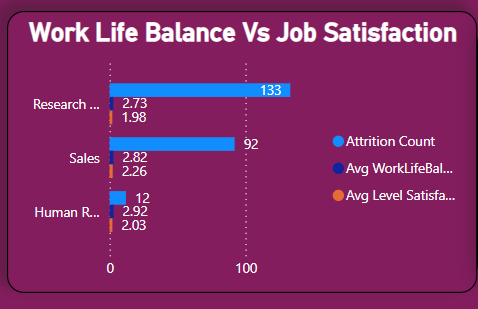 Work Life Balance Vs Job Satisfaction
133
Research ...
2.73
1.98
92
Sales
2.82
2.26
12
Human R...
2.92
2.03
0
100
Attrition Count
Avg WorkLifeBal...
Avg Level Satisfa...